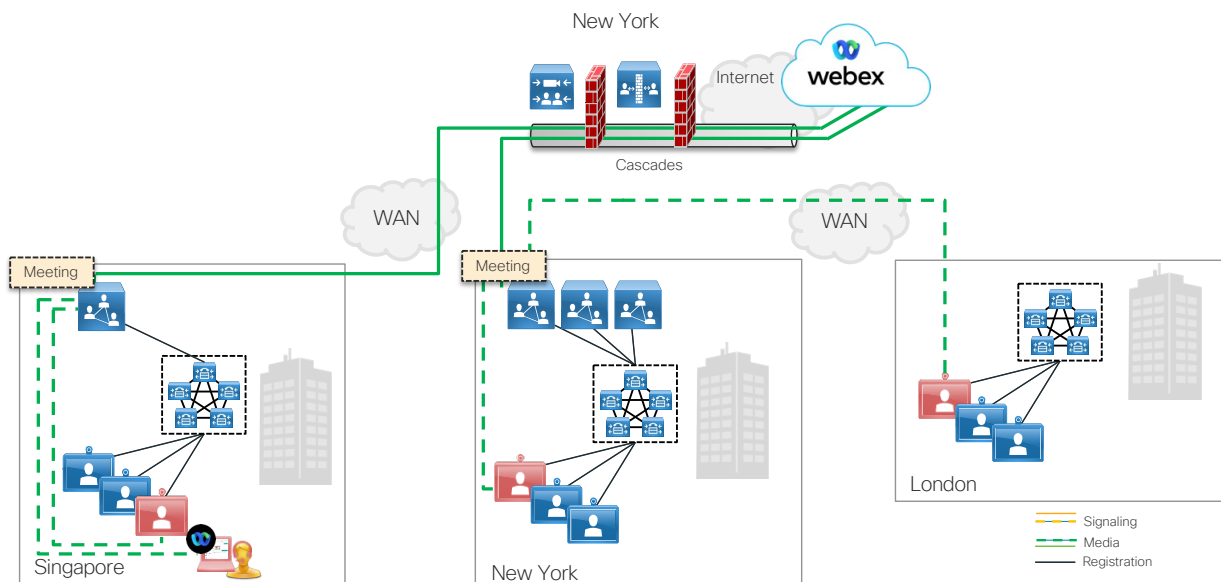 New York
Internet
webex
Cascades
WAN
WAN
Meeting
Meeting
Singapore
New York
London
Signaling
Media
Registration